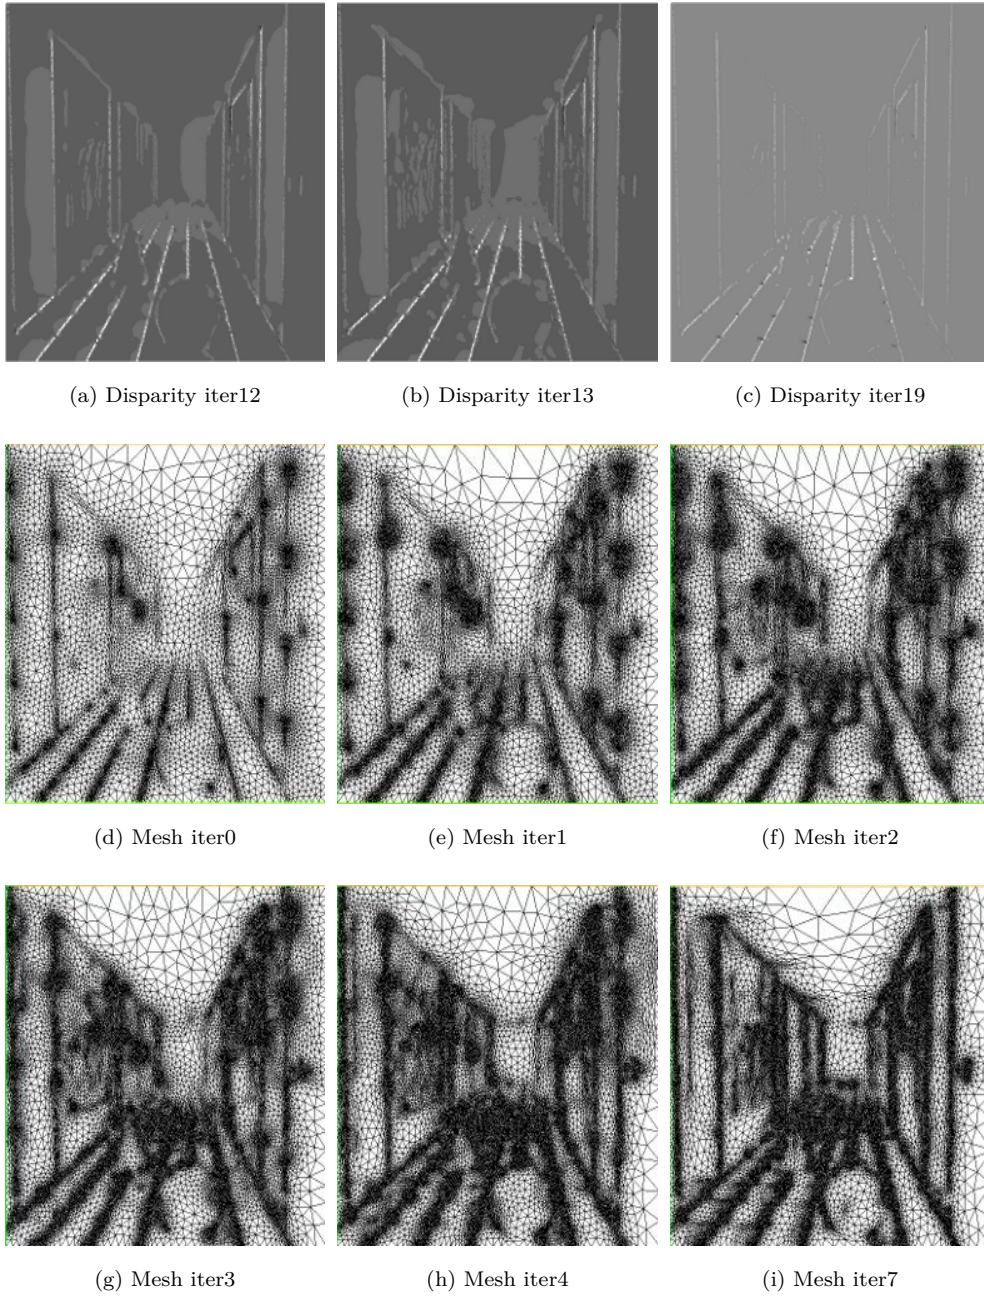 (a) Disparity iter12
(b) Disparity iter13
(c) Disparity iter19
(d) Mesh iter0
(e) Mesh iter1
(f) Mesh iter2
(g) Mesh iter3
(h) Mesh iter4
(i) Mesh iter7